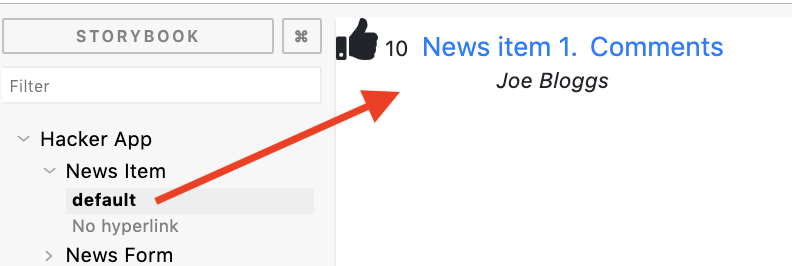 STORYBOOK ⌘
Filter
Hacker App
News Item
default
No hyperlink
News Form
10 News item 1. Comments
Joe Bloggs